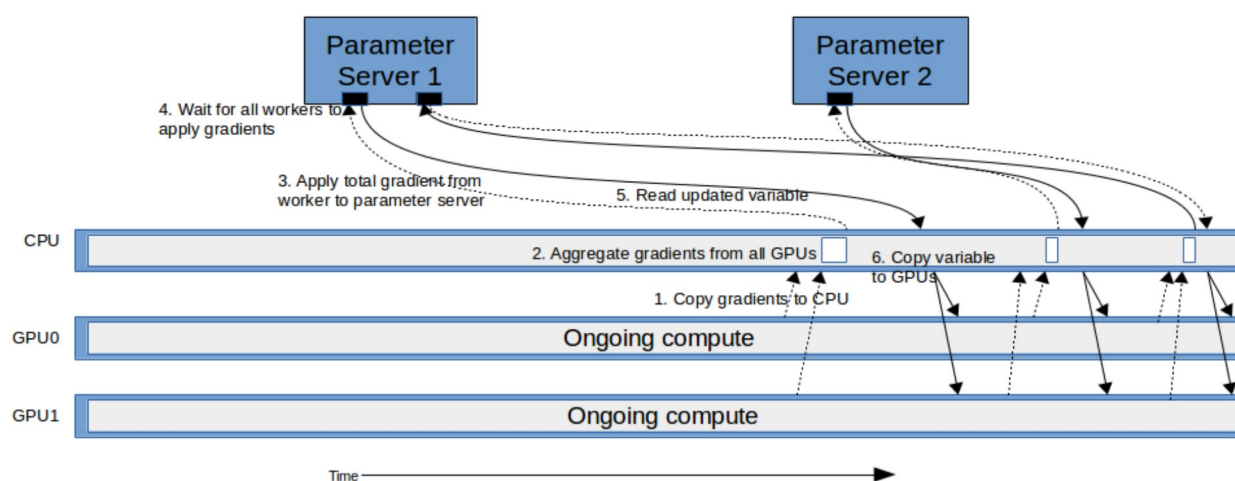 Parameter
Server 1
Parameter
Server 2
4. Wait for all workers to
apply gradients
3. Apply total gradient from
worker to parameter server
5. Read updated variable
CPU
2. Aggregate gradients from all GPUs
6. Copy variable
to GPUs
1. Copy gradients to CPU
GPU0
Ongoing compute
GPU1
Ongoing compute
Time